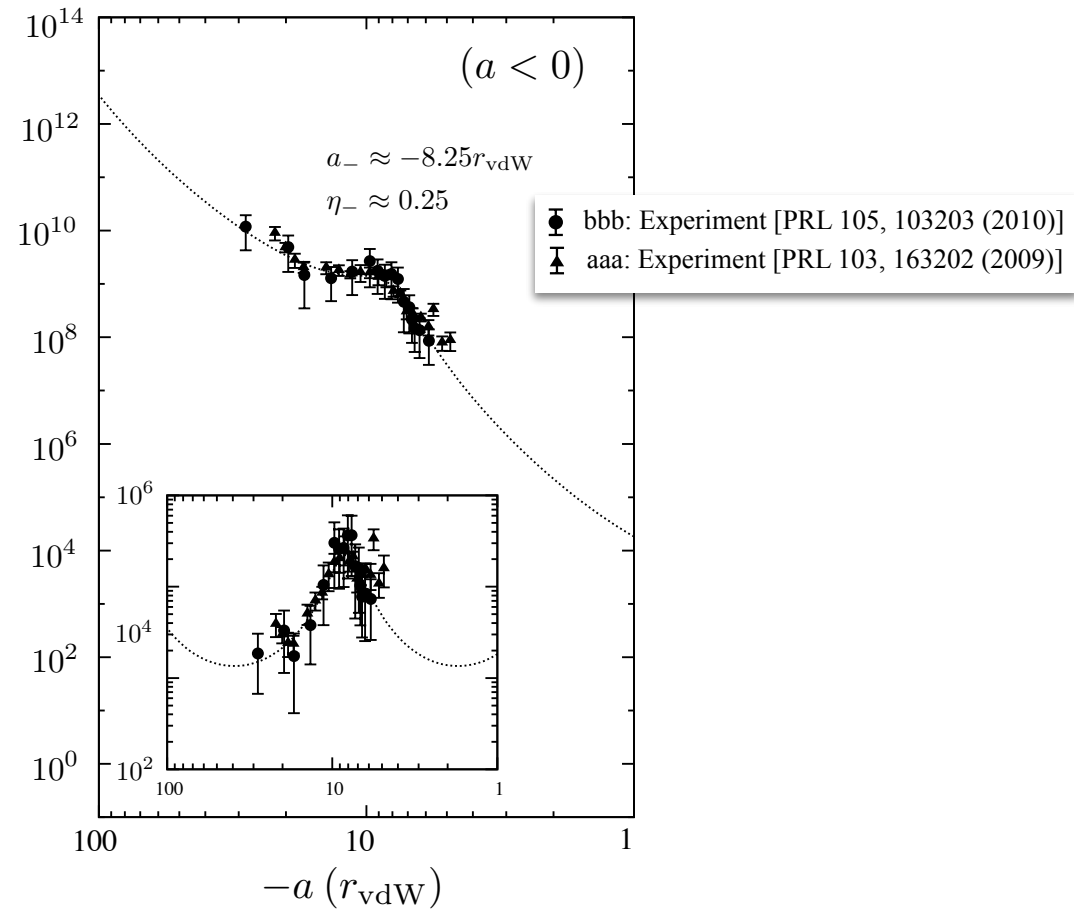 10^14
(a < 0)
10^12
a_− ≈ −8.25r_vdW
η_− ≈ 0.25
10^10
bbb: Experiment [PRL 105, 103203 (2010)]
aaa: Experiment [PRL 103, 163202 (2009)]
10^8
10^6
10^6
10^4
10^4
10^2
10^2
10^0
100 10 1
100 10 1
−a (r_vdW)